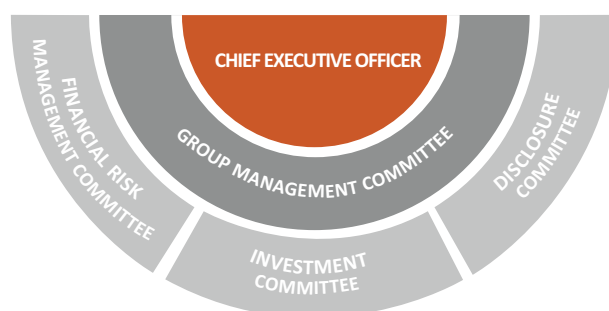 CHIEF EXECUTIVE OFFICER
GROUP MANAGEMENT COMMITTEE
FINANCIAL RISK
MANAGEMENT COMMITTEE
INVESTMENT
COMMITTEE
DISCLOSURE
COMMITTEE